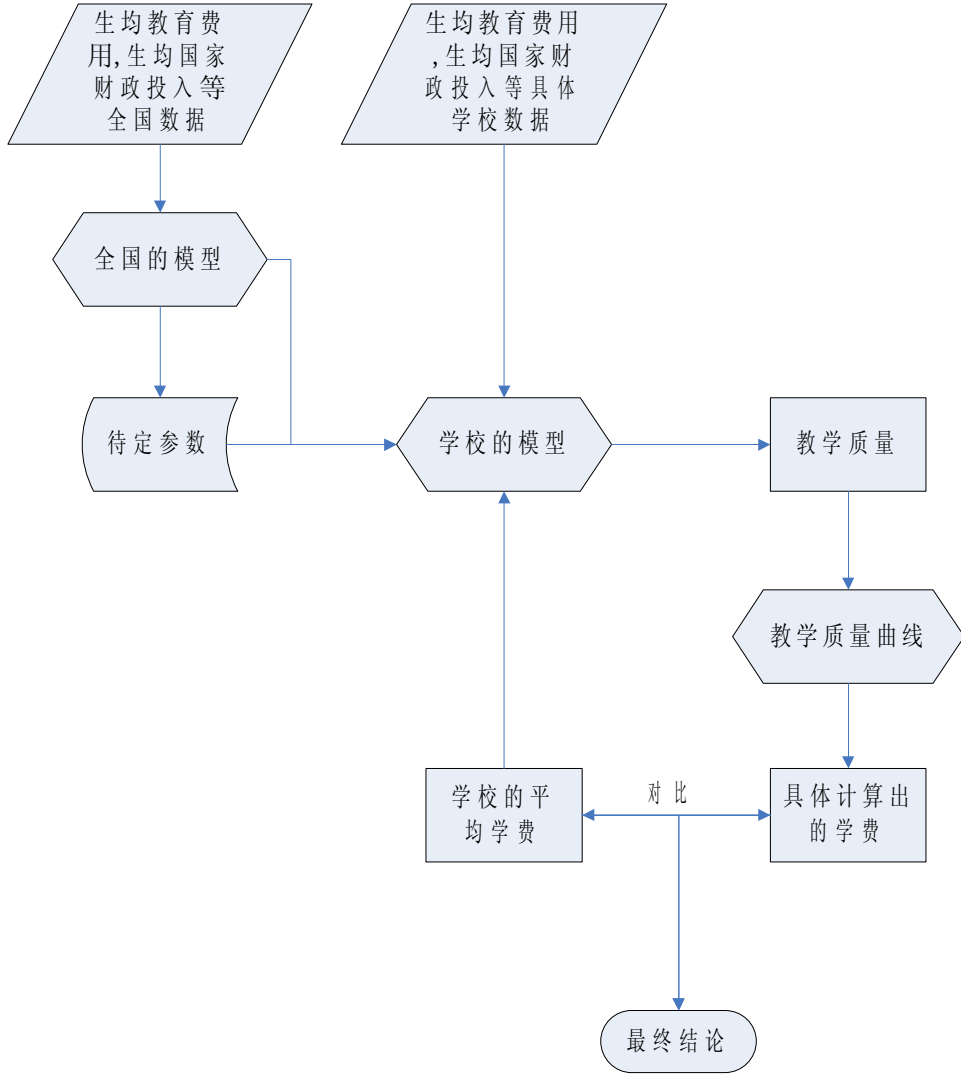 生均教育费
用,生均国家
财政投入等
全国数据
生均教育费用
,生均国家财
政投入等具体
学校数据
全国的模型
待定参数
学校的模型
教学质量
教学质量曲线
学校的平
均学费
对比
具体计算出
的学费
最终结论